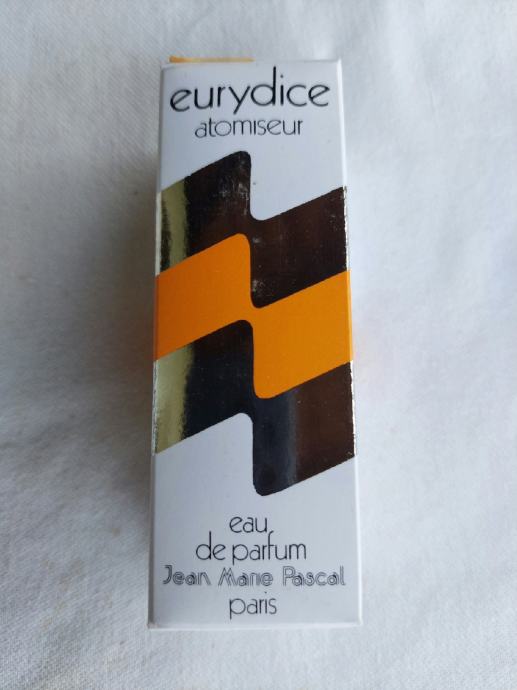 eurydice
atomiseur
eau
de parfum
Jean Marie Pascal
paris